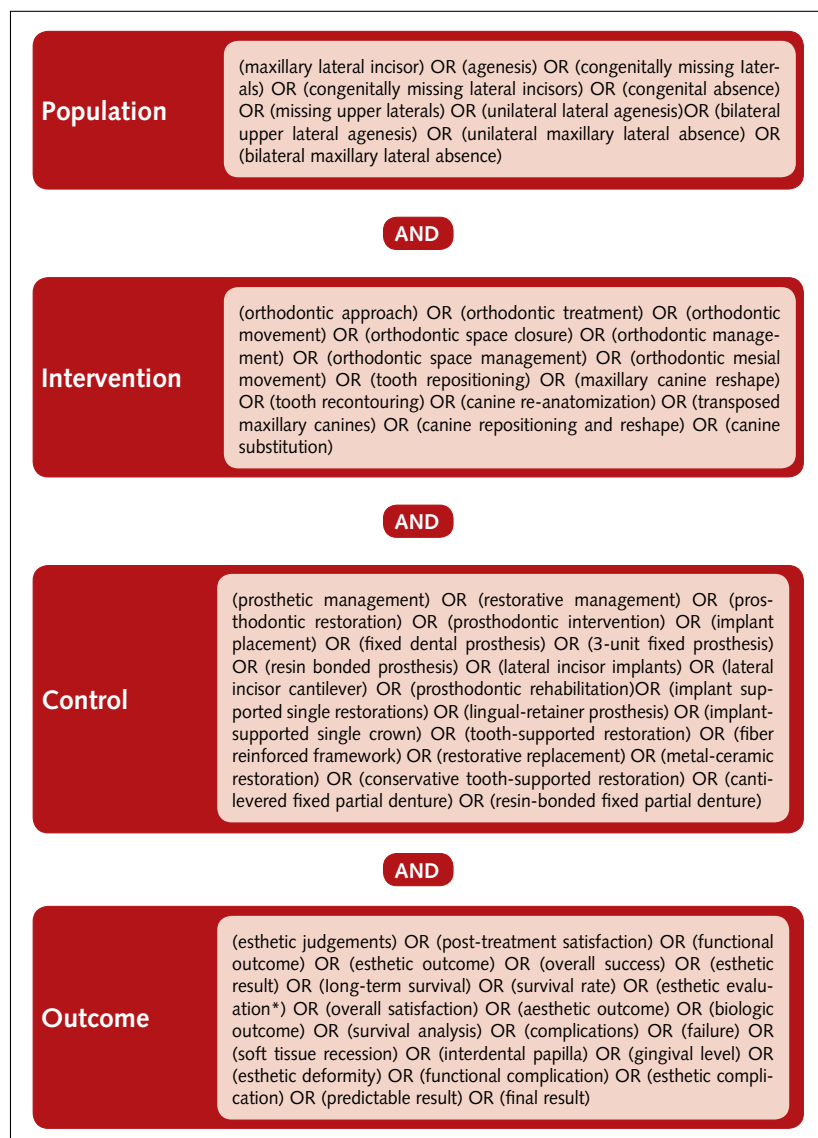 Population
(maxillary lateral incisor) OR (agenesis) OR (congenitally missing later-
als) OR (congenitally missing lateral incisors) OR (congenital absence)
OR (missing upper laterals) OR (unilateral lateral agenesis)OR (bilateral
upper lateral agenesis) OR (unilateral maxillary lateral absence) OR
(bilateral maxillary lateral absence)
AND
Intervention
(orthodontic approach) OR (orthodontic treatment) OR (orthodontic
movement) OR (orthodontic space closure) OR (orthodontic manage-
ment) OR (orthodontic space management) OR (orthodontic mesial
movement) OR (tooth repositioning) OR (maxillary canine reshape)
OR (tooth recontouring) OR (canine re-anatomization) OR (transposed
maxillary canines) OR (canine repositioning and reshape) OR (canine
substitution)
AND
Control
(prosthetic management) OR (restorative management) OR (pros-
thodontic restoration) OR (prosthodontic intervention) OR (implant
placement) OR (fixed dental prosthesis) OR (3-unit fixed prosthesis)
OR (resin bonded prosthesis) OR (lateral incisor implants) OR (lateral
incisor cantilever) OR (prosthodontic rehabilitation)OR (implant sup-
ported single restorations) OR (lingual-retainer prosthesis) OR (implant-
supported single crown) OR (tooth-supported restoration) OR (fiber
reinforced framework) OR (restorative replacement) OR (metal-ceramic
restoration) OR (conservative tooth-supported restoration) OR (canti-
levered fixed partial denture) OR (resin-bonded fixed partial denture)
AND
Outcome
(esthetic judgements) OR (post-treatment satisfaction) OR (functional
outcome) OR (esthetic outcome) OR (overall success) OR (esthetic
result) OR (long-term survival) OR (survival rate) OR (esthetic evalu-
ation*) OR (overall satisfaction) OR (aesthetic outcome) OR (biologic
outcome) OR (survival analysis) OR (complications) OR (failure) OR
(soft tissue recession) OR (interdental papilla) OR (gingival level) OR
(esthetic deformity) OR (functional complication) OR (esthetic compli-
cation) OR (predictable result) OR (final result)